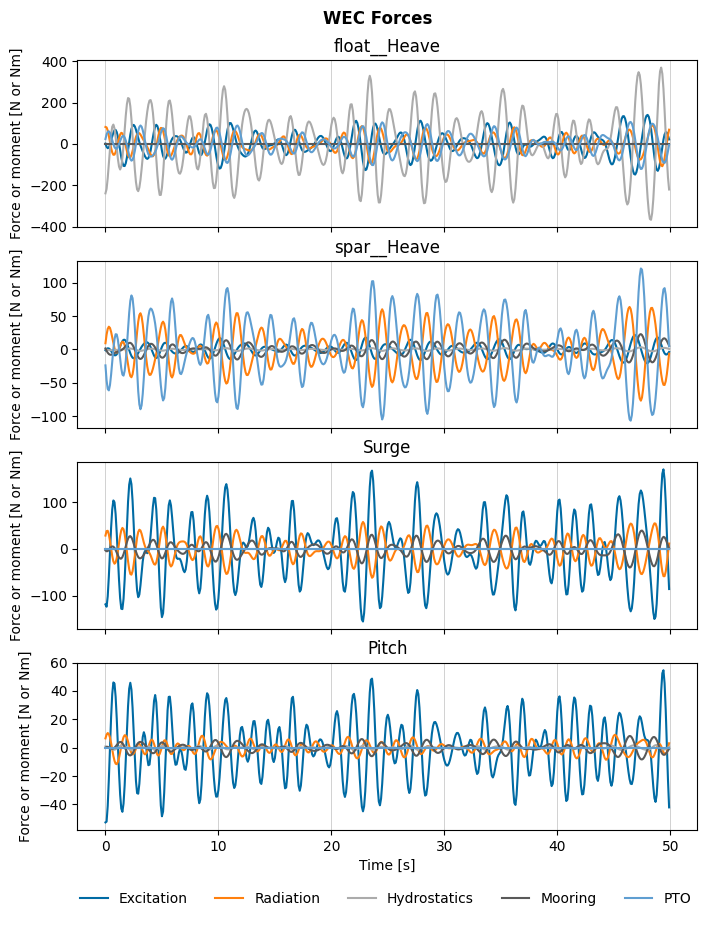 WEC Forces
float__Heave
Force or moment [N or Nm]
400
200
0
−200
−400
spar__Heave
Force or moment [N or Nm]
100
50
0
−50
−100
Surge
Force or moment [N or Nm]
100
0
−100
Pitch
Force or moment [N or Nm]
60
40
20
0
−20
−40
0 10 20 30 40 50
Time [s]
Excitation Radiation Hydrostatics Mooring PTO